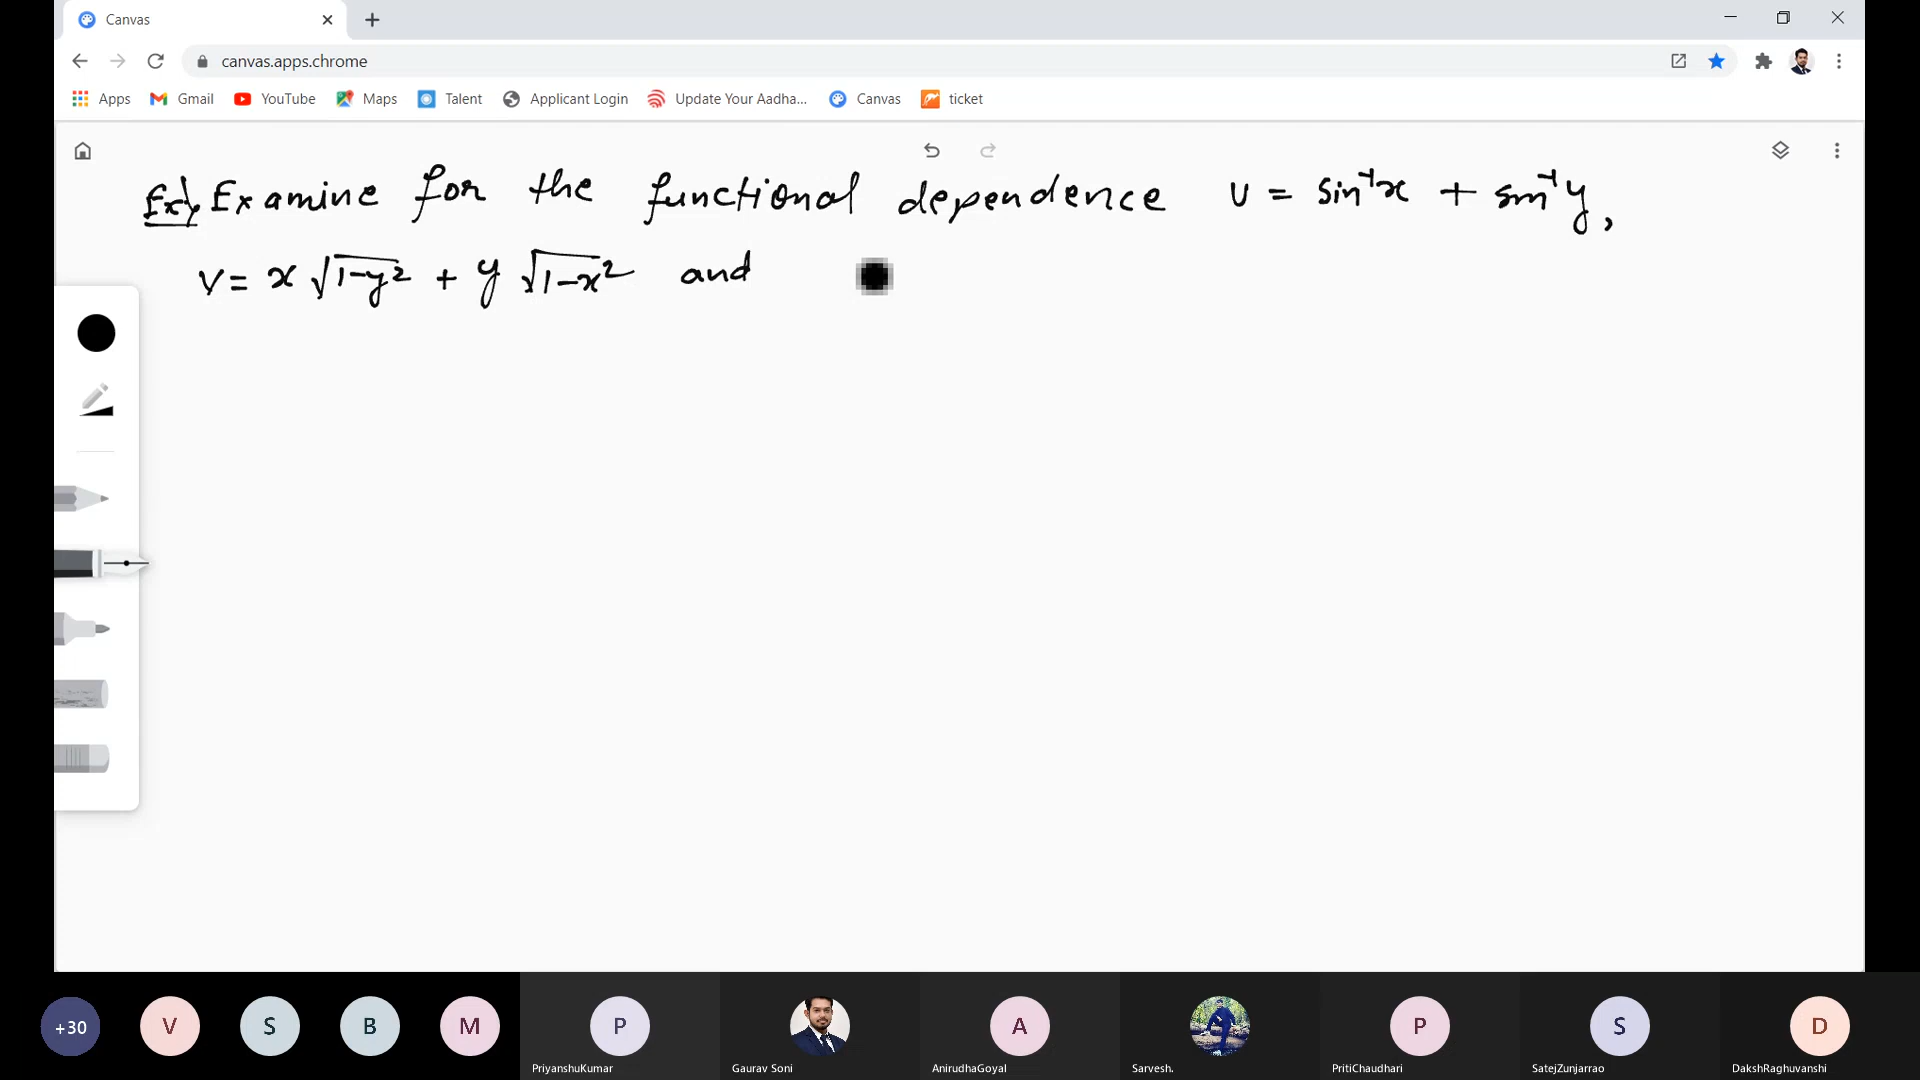 Canvas
canvas.apps.chrome
Apps Gmail YouTube Maps Talent Applicant Login Update Your Aadha... Canvas ticket
Ex) Examine for the functional dependence u = sin⁻¹x + sin⁻¹y,
v = x √1-y² + y √1-x² and
+30 V S B M P A P S D
PriyanshuKumar Gaurav Soni AnirudhaGoyal Sarvesh. PritiChaudhari SatejZunjarrao DakshRaghuvanshi